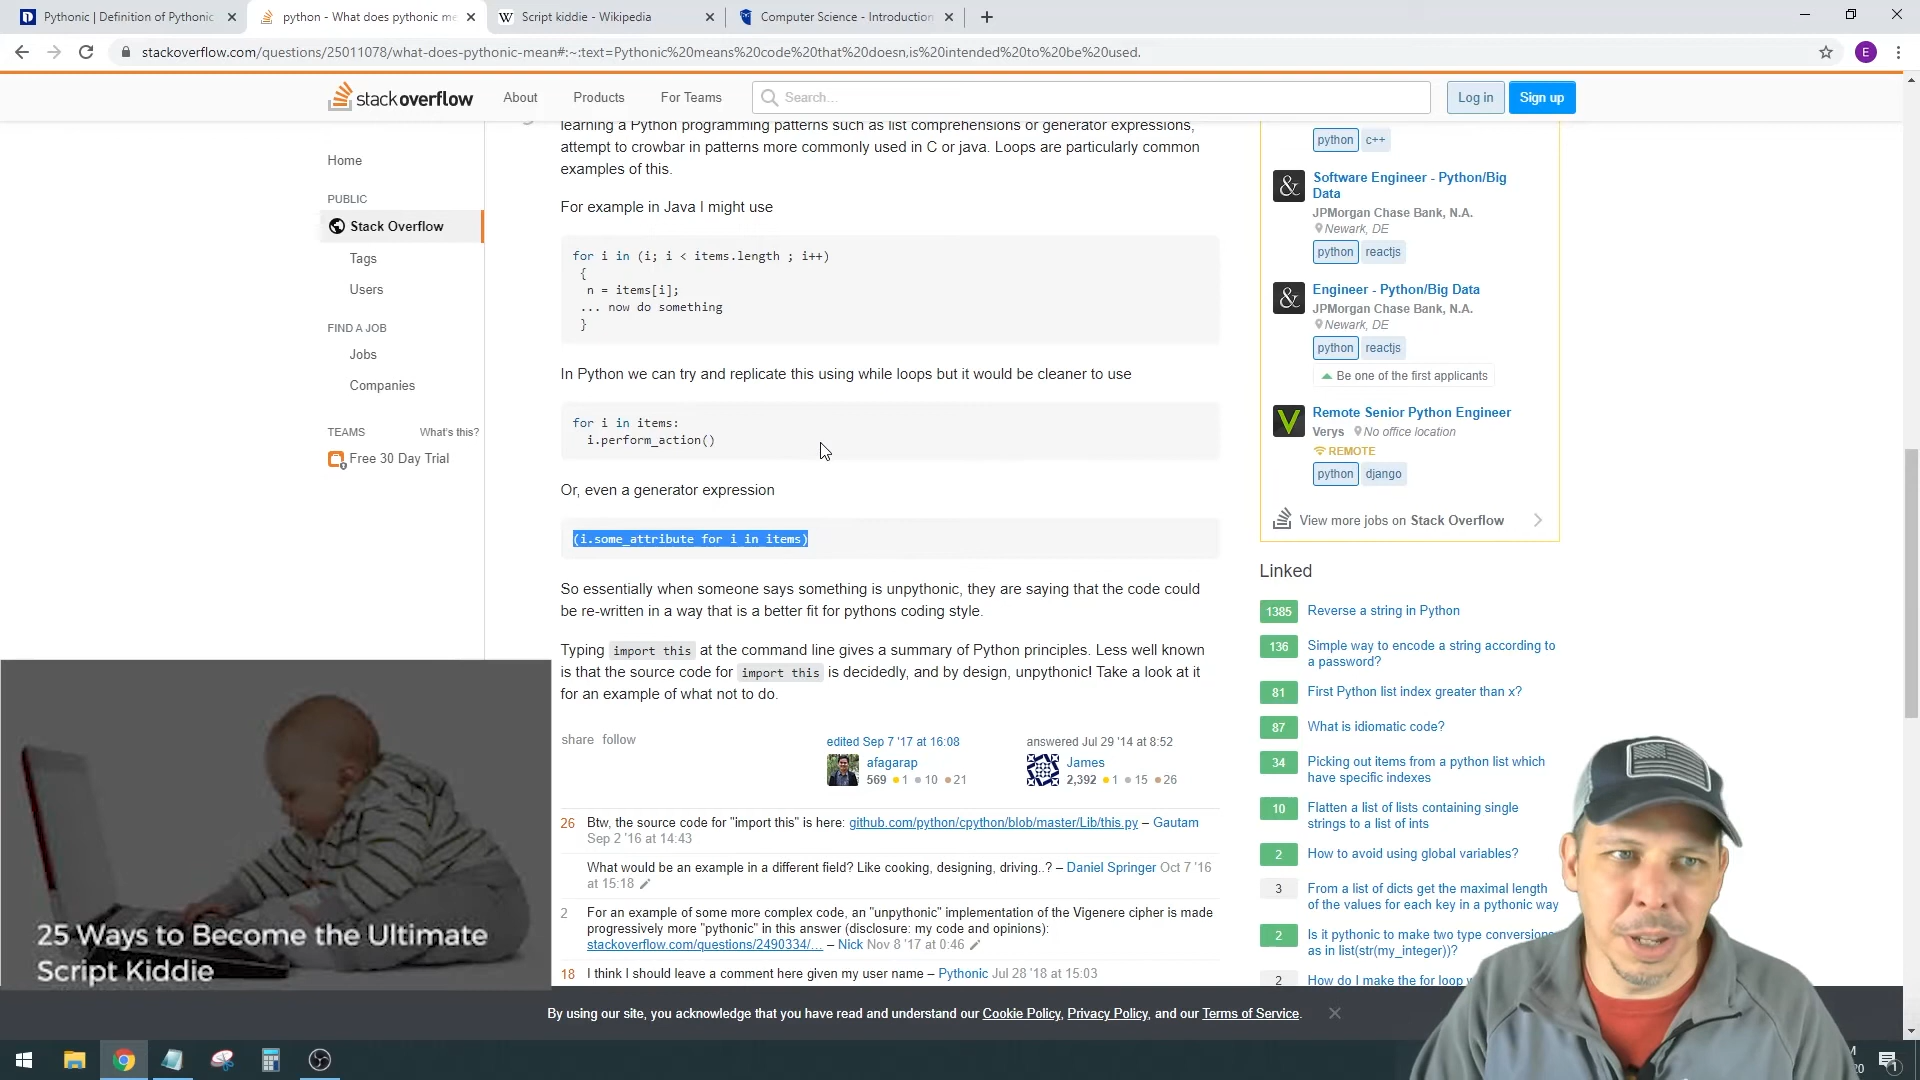 Pythonic | Definition of Pythonic
python - What does pythonic me
Script kiddie - Wikipedia
Computer Science - Introduction
stackoverflow.com/questions/25011078/what-does-pythonic-mean#:~:text=Pythonic%20means%20code%20that%20doesn,is%20intended%20to%20be%20used.
E
stackoverflow
About
Products
For Teams
Search...
Log in
Sign up
Home
PUBLIC
Stack Overflow
Tags
Users
FIND A JOB
Jobs
Companies
TEAMS What's this?
Free 30 Day Trial
learning a Python programming patterns such as list comprehensions or generator expressions,
attempt to crowbar in patterns more commonly used in C or java. Loops are particularly common
examples of this.
For example in Java I might use
for i in (i; i < items.length ; i++)
{
n = items[i];
... now do something
}
In Python we can try and replicate this using while loops but it would be cleaner to use
for i in items:
i.perform_action()
Or, even a generator expression
(i.some_attribute for i in items)
So essentially when someone says something is unpythonic, they are saying that the code could
be re-written in a way that is a better fit for pythons coding style.
Typing import this at the command line gives a summary of Python principles. Less well known
is that the source code for import this is decidedly, and by design, unpythonic! Take a look at it
for an example of what not to do.
share follow
edited Sep 7 '17 at 16:08
afagarap
569 1 10 21
answered Jul 29 '14 at 8:52
James
2,392 1 15 26
26 Btw, the source code for "import this" is here: github.com/python/cpython/blob/master/Lib/this.py – Gautam
Sep 2 '16 at 14:43
What would be an example in a different field? Like cooking, designing, driving..? – Daniel Springer Oct 7 '16
at 15:18
2 For an example of some more complex code, an "unpythonic" implementation of the Vigenere cipher is made
progressively more "pythonic" in this answer (disclosure: my code and opinions):
stackoverflow.com/questions/2490334/... – Nick Nov 8 '17 at 0:46
18 I think I should leave a comment here given my user name – Pythonic Jul 28 '18 at 15:03
python c++
Software Engineer - Python/Big
Data
JPMorgan Chase Bank, N.A.
Newark, DE
python reactjs
Engineer - Python/Big Data
JPMorgan Chase Bank, N.A.
Newark, DE
python reactjs
Be one of the first applicants
Remote Senior Python Engineer
Verys No office location
REMOTE
python django
View more jobs on Stack Overflow
Linked
1385 Reverse a string in Python
136 Simple way to encode a string according to
a password?
81 First Python list index greater than x?
87 What is idiomatic code?
34 Picking out items from a python list which
have specific indexes
10 Flatten a list of lists containing single
strings to a list of ints
2 How to avoid using global variables?
3 From a list of dicts get the maximal length
of the values for each key in a pythonic way
2 Is it pythonic to make two type conversions
as in list(str(my_integer))?
2 How do I make the for loop
25 Ways to Become the Ultimate
Script Kiddie
By using our site, you acknowledge that you have read and understand our Cookie Policy, Privacy Policy, and our Terms of Service.